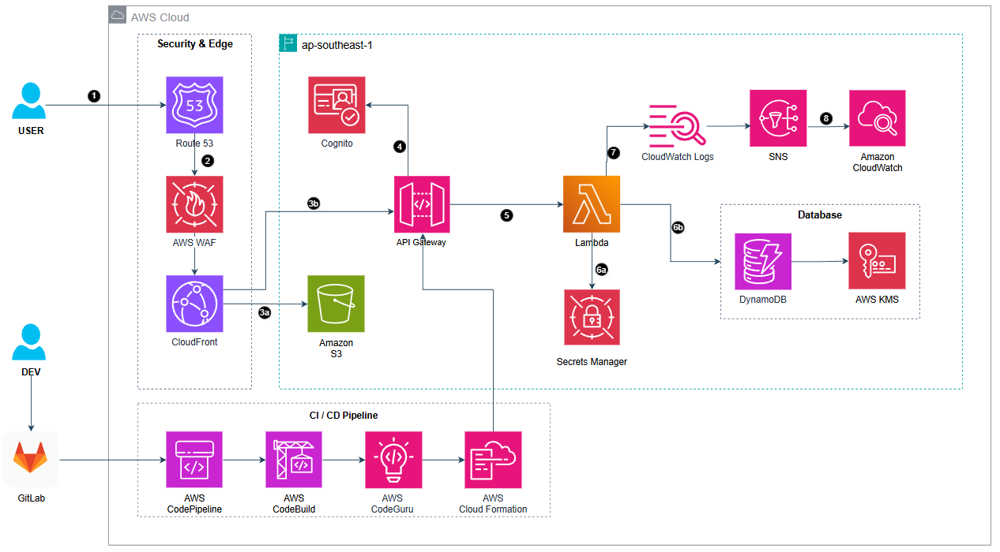 AWS Cloud
Security & Edge
ap-southeast-1
1
USER
53
Route 53
2
AWS WAF
CloudFront
Cognito
4
3b
API Gateway
3a
Amazon
S3
5
Lambda
7
CloudWatch Logs
SNS
8
Amazon
CloudWatch
6b
6a
Secrets Manager
Database
DynamoDB
AWS KMS
DEV
GitLab
CI / CD Pipeline
AWS
CodePipeline
AWS
CodeBuild
AWS
CodeGuru
AWS
Cloud Formation